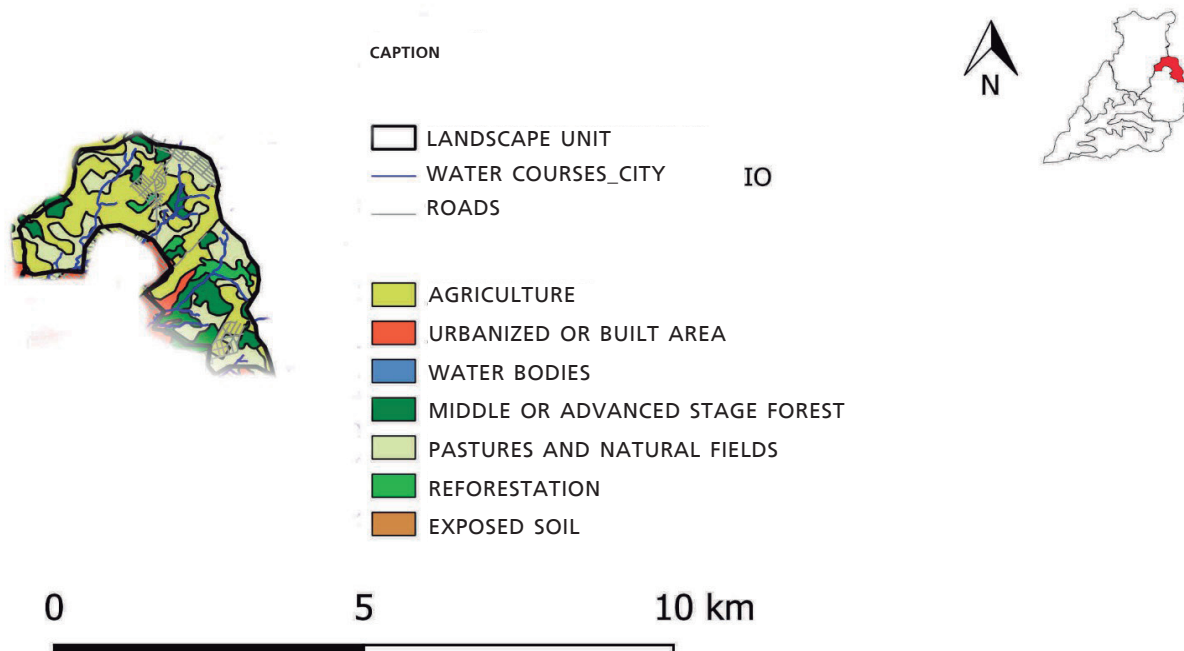 CAPTION
N
LANDSCAPE UNIT
WATER COURSES_CITY
IO
ROADS
AGRICULTURE
URBANIZED OR BUILT AREA
WATER BODIES
MIDDLE OR ADVANCED STAGE FOREST
PASTURES AND NATURAL FIELDS
REFORESTATION
EXPOSED SOIL
0 5 10 km